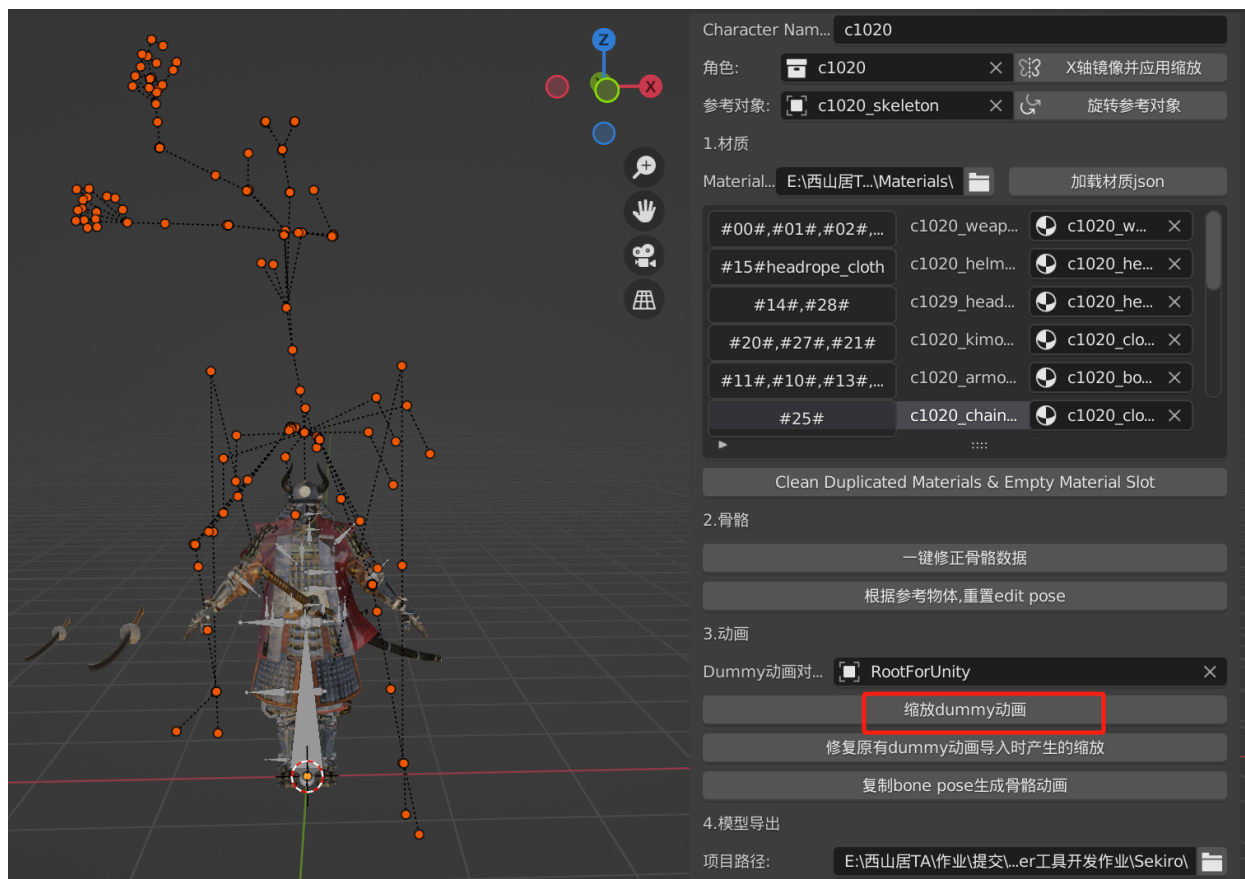 Z
X
Character Nam... c1020
角色: c1020 X轴镜像并应用缩放
参考对象: c1020_skeleton 旋转参考对象
1.材质
Material... E:\西山居T...\Materials\ 加载材质json
#00#,#01#,#02#,... c1020_weap... c1020_w...
#15#headrope_cloth c1020_helm... c1020_he...
#14#,#28# c1029_head... c1020_he...
#20#,#27#,#21# c1020_kimo... c1020_clo...
#11#,#10#,#13#,... c1020_armo... c1020_bo...
#25# c1020_chain... c1020_clo...
Clean Duplicated Materials & Empty Material Slot
2.骨骼
一键修正骨骼数据
根据参考物体,重置edit pose
3.动画
Dummy动画对... RootForUnity
缩放dummy动画
修复原有dummy动画导入时产生的缩放
复制bone pose生成骨骼动画
4.模型导出
项目路径: E:\西山居TA\作业\提交\...er工具开发作业\Sekiro\